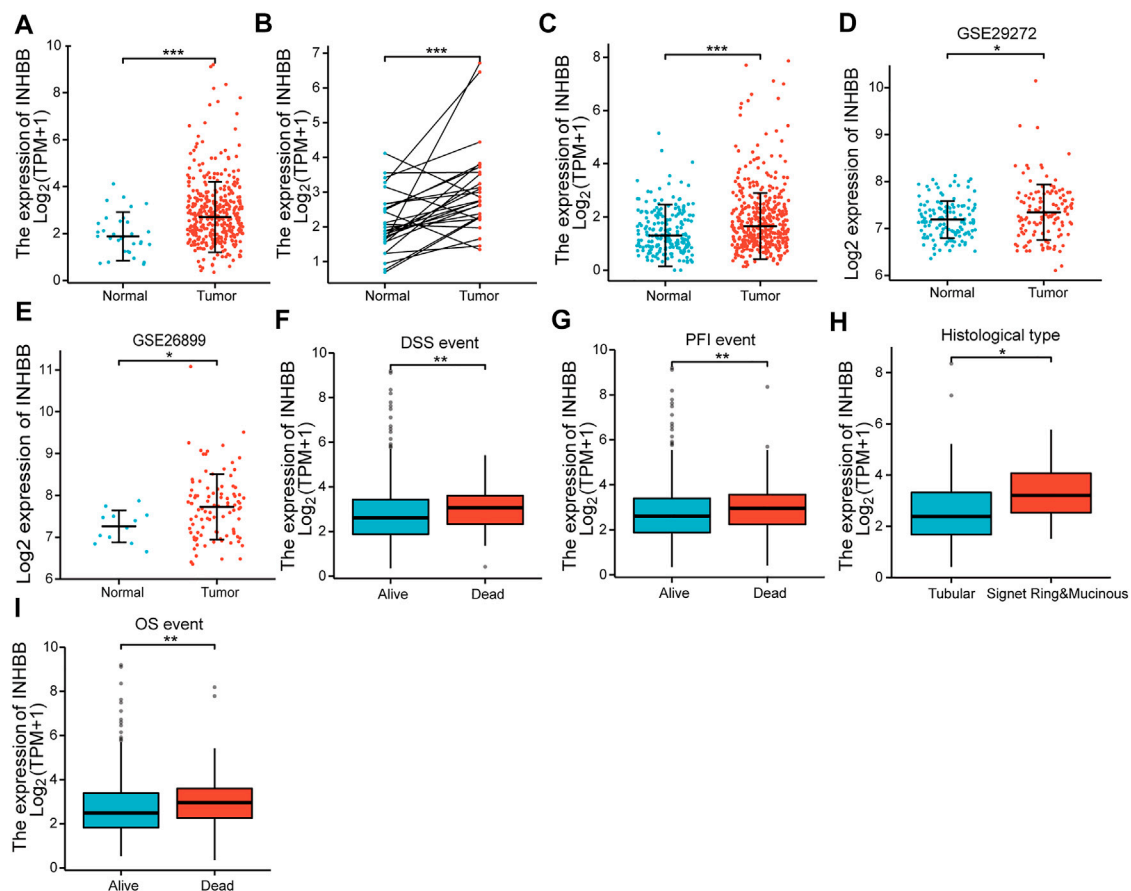 A
The expression of INHBB
Log2(TPM+1)
10
8
6
4
2
0
***
Normal
Tumor
B
The expression of INHBB
Log2(TPM+1)
7
6
5
4
3
2
1
***
Normal
Tumor
C
The expression of INHBB
Log2(TPM+1)
8
6
4
2
0
***
Normal
Tumor
D
GSE29272
Log2 expression of INHBB
10
9
8
7
6
*
Normal
Tumor
E
GSE26899
Log2 expression of INHBB
11
10
9
8
7
6
*
Normal
Tumor
F
DSS event
The expression of INHBB
Log2(TPM+1)
10
8
6
4
2
0
**
Alive
Dead
G
PFI event
The expression of INHBB
Log2(TPM+1)
10
8
6
4
2
0
**
Alive
Dead
H
Histological type
The expression of INHBB
Log2(TPM+1)
8
6
4
2
0
*
Tubular
Signet Ring&Mucinous
I
OS event
The expression of INHBB
Log2(TPM+1)
10
8
6
4
2
0
**
Alive
Dead